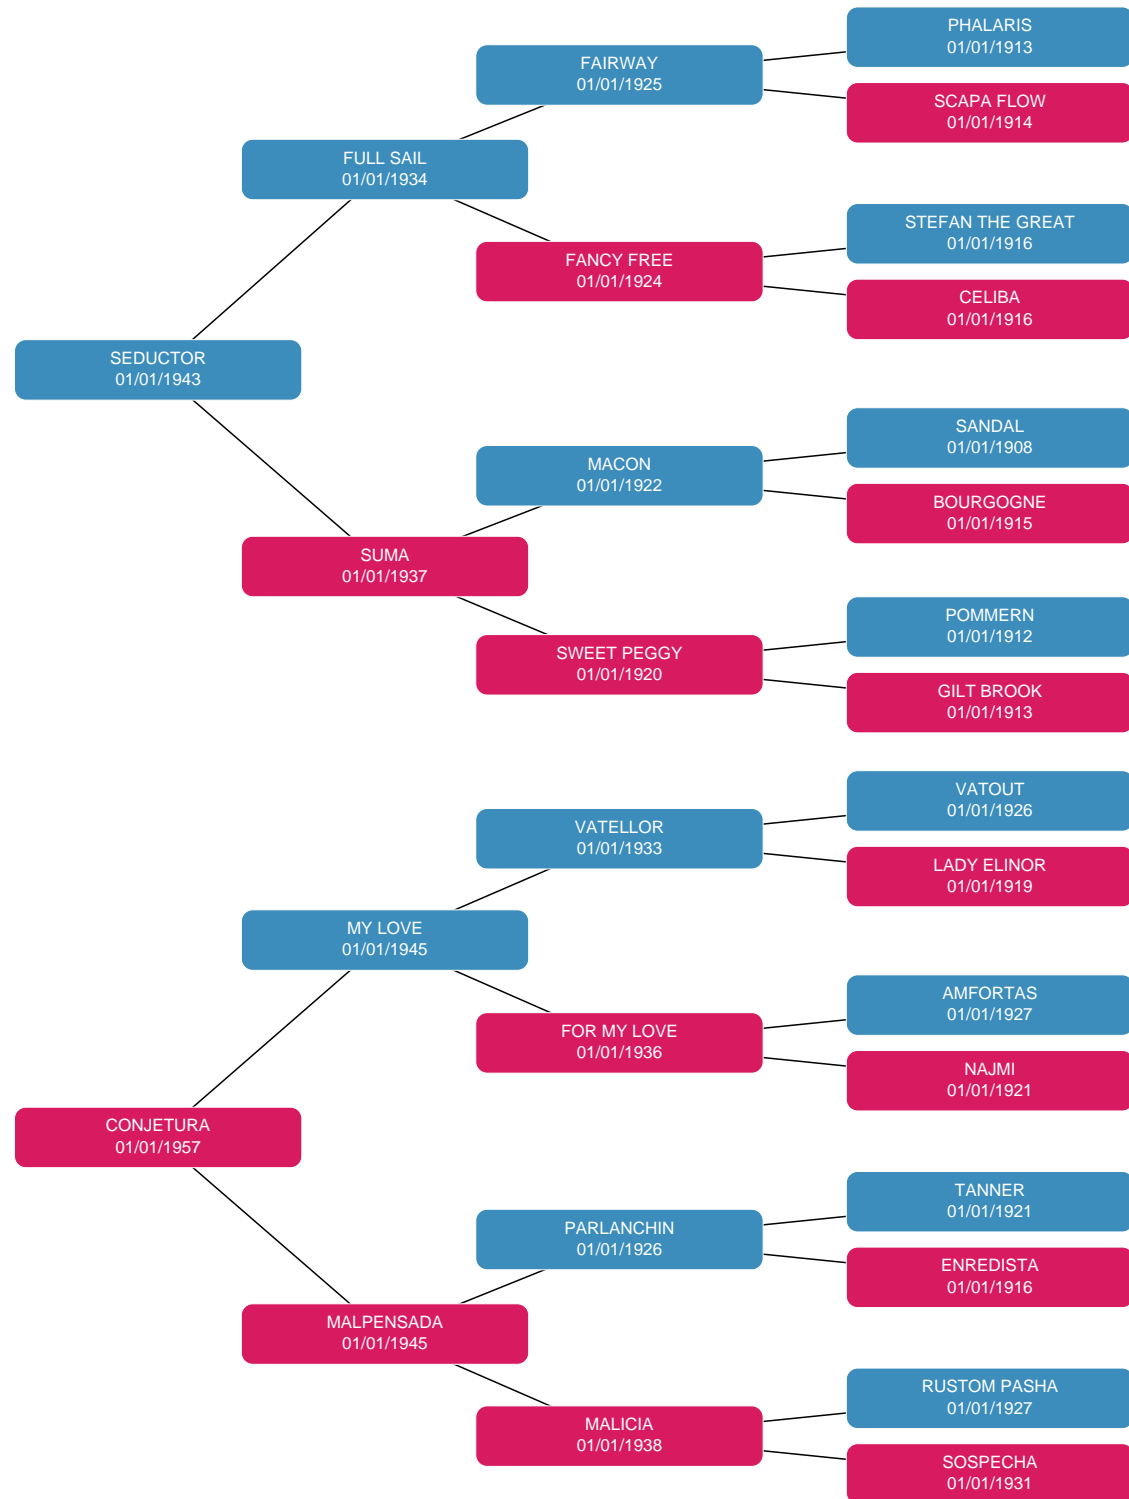 PHALARIS
01/01/1913
FAIRWAY
01/01/1925
SCAPA FLOW
01/01/1914
FULL SAIL
01/01/1934
STEFAN THE GREAT
01/01/1916
FANCY FREE
01/01/1924
CELIBA
01/01/1916
SEDUCTOR
01/01/1943
SANDAL
01/01/1908
MACON
01/01/1922
BOURGOGNE
01/01/1915
SUMA
01/01/1937
POMMERN
01/01/1912
SWEET PEGGY
01/01/1920
GILT BROOK
01/01/1913
VATOUT
01/01/1926
VATELLOR
01/01/1933
LADY ELINOR
01/01/1919
MY LOVE
01/01/1945
AMFORTAS
01/01/1927
FOR MY LOVE
01/01/1936
NAJMI
01/01/1921
CONJETURA
01/01/1957
TANNER
01/01/1921
PARLANCHIN
01/01/1926
ENREDISTA
01/01/1916
MALPENSADA
01/01/1945
RUSTOM PASHA
01/01/1927
MALICIA
01/01/1938
SOSPECHA
01/01/1931